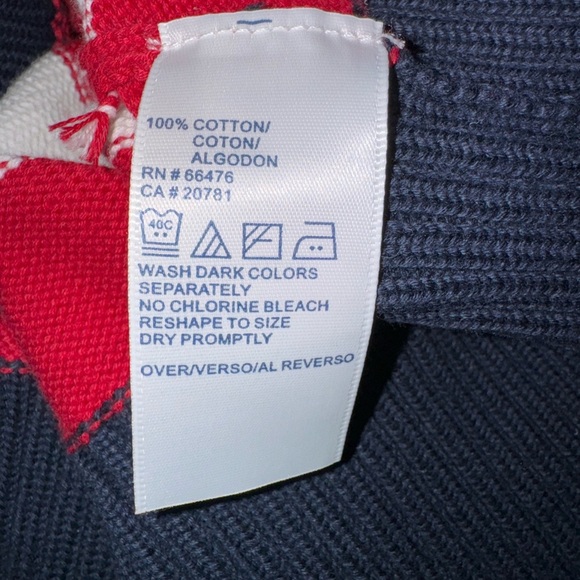 100% COTTON/
COTON/
ALGODON
RN # 66476
CA # 20781
40C
WASH DARK COLORS
SEPARATELY
NO CHLORINE BLEACH
RESHAPE TO SIZE
DRY PROMPTLY
OVER/VERSO/AL REVERSO